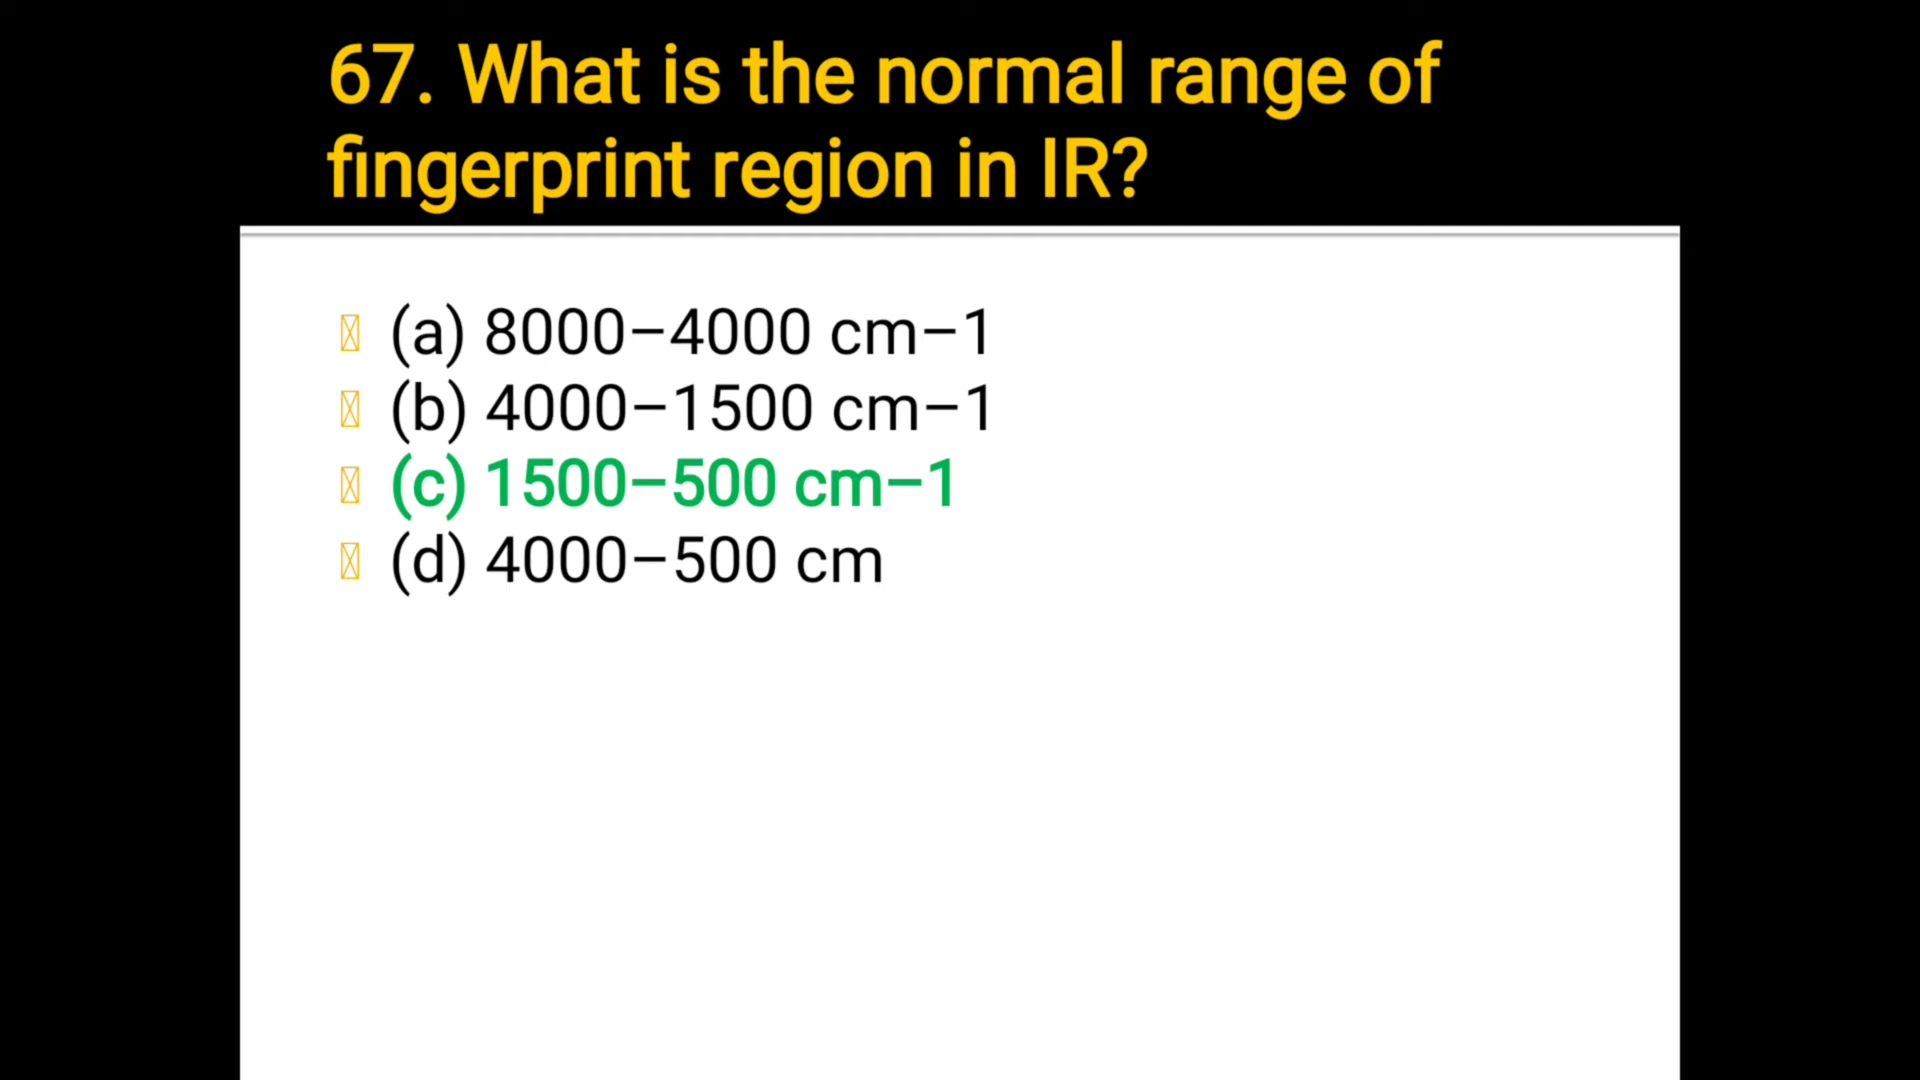 67. What is the normal range of
fingerprint region in IR?
(a) 8000–4000 cm–1
(b) 4000–1500 cm–1
(c) 1500–500 cm–1
(d) 4000–500 cm